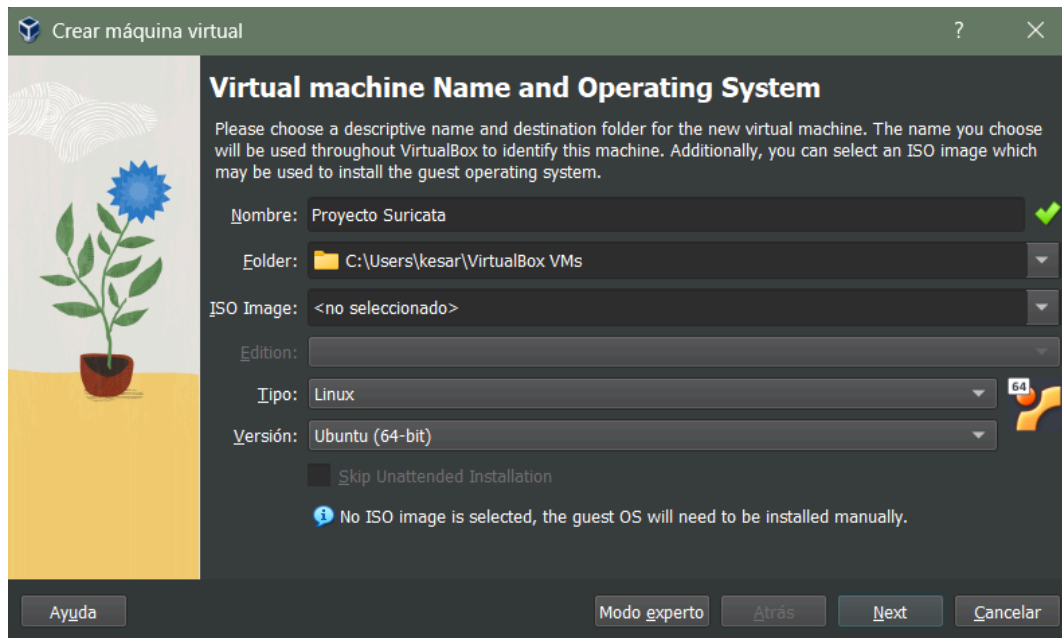 Crear máquina virtual ?
Virtual machine Name and Operating System
Please choose a descriptive name and destination folder for the new virtual machine. The name you choose
will be used throughout VirtualBox to identify this machine. Additionally, you can select an ISO image which
may be used to install the guest operating system.
Nombre: Proyecto Suricata
Folder: C:\Users\kesar\VirtualBox VMs
ISO Image: <no seleccionado>
Edition:
Tipo: Linux
64
Versión: Ubuntu (64-bit)
Skip Unattended Installation
No ISO image is selected, the guest OS will need to be installed manually.
Ayuda Modo experto Atrás Next Cancelar